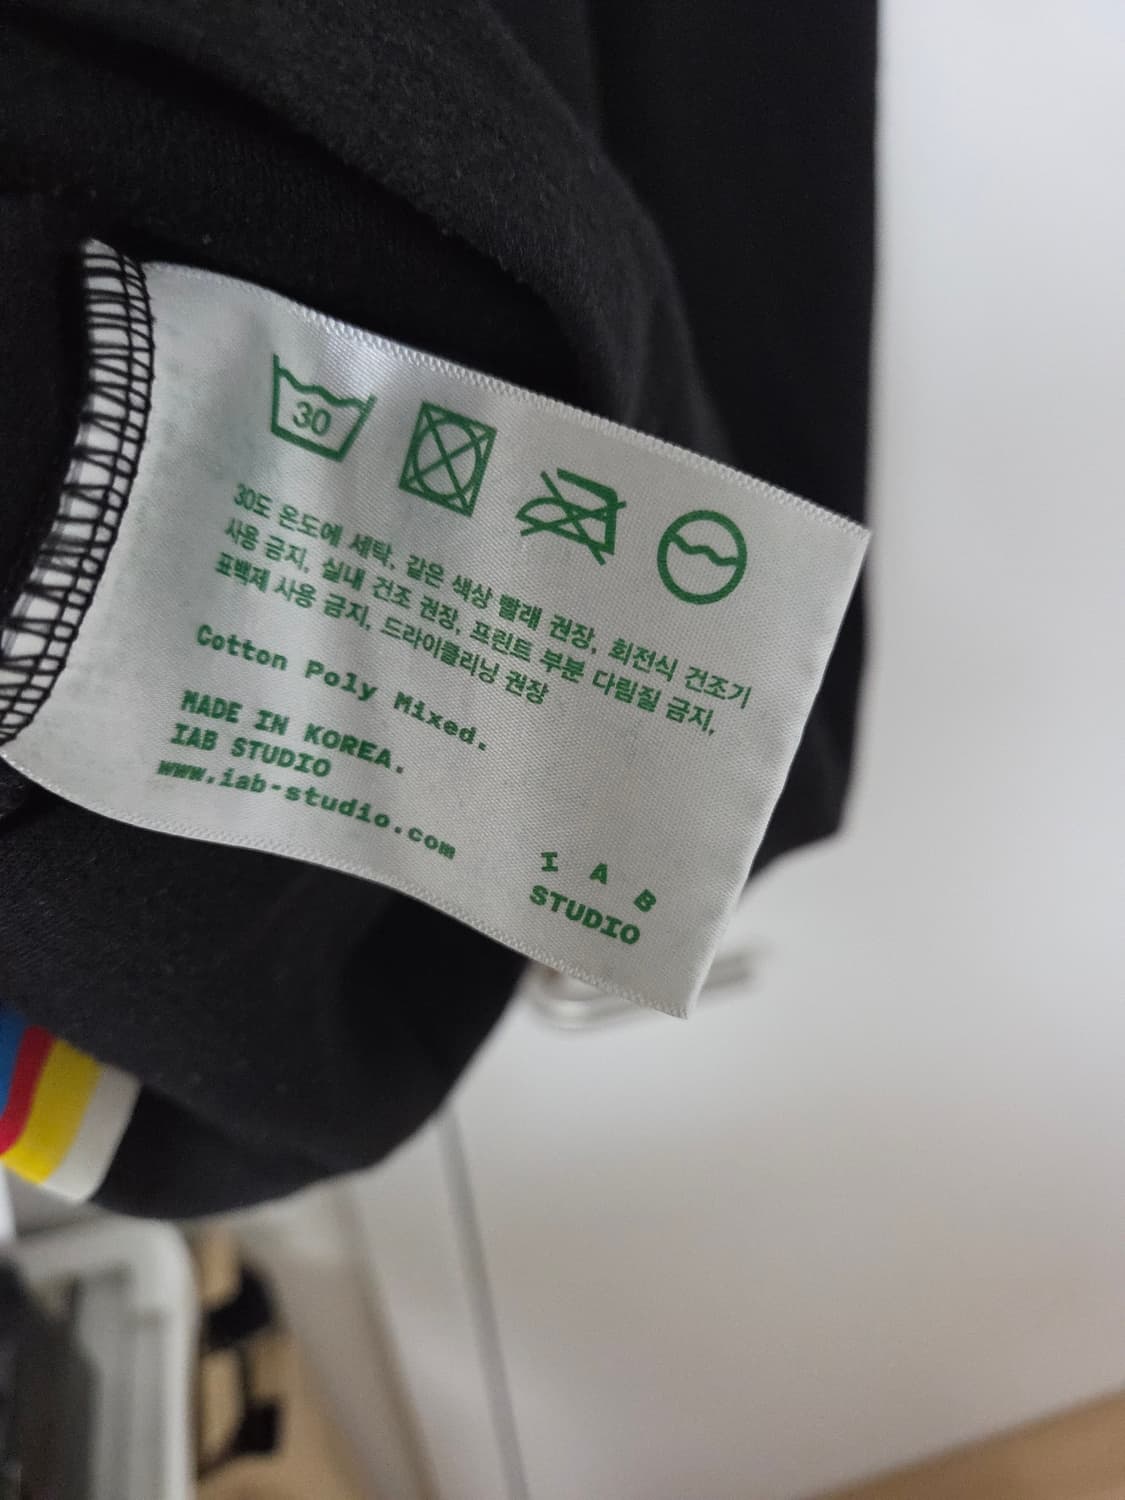 30
30도 온도에 세탁, 같은 색상 빨래 권장, 회전식 건조기
사용 금지, 실내 건조 권장, 프린트 부분 다림질 금지,
표백제 사용 금지, 드라이클리닝 권장
Cotton Poly Mixed.
MADE IN KOREA.
IAB STUDIO
www.iab-studio.com
I A B
STUDIO